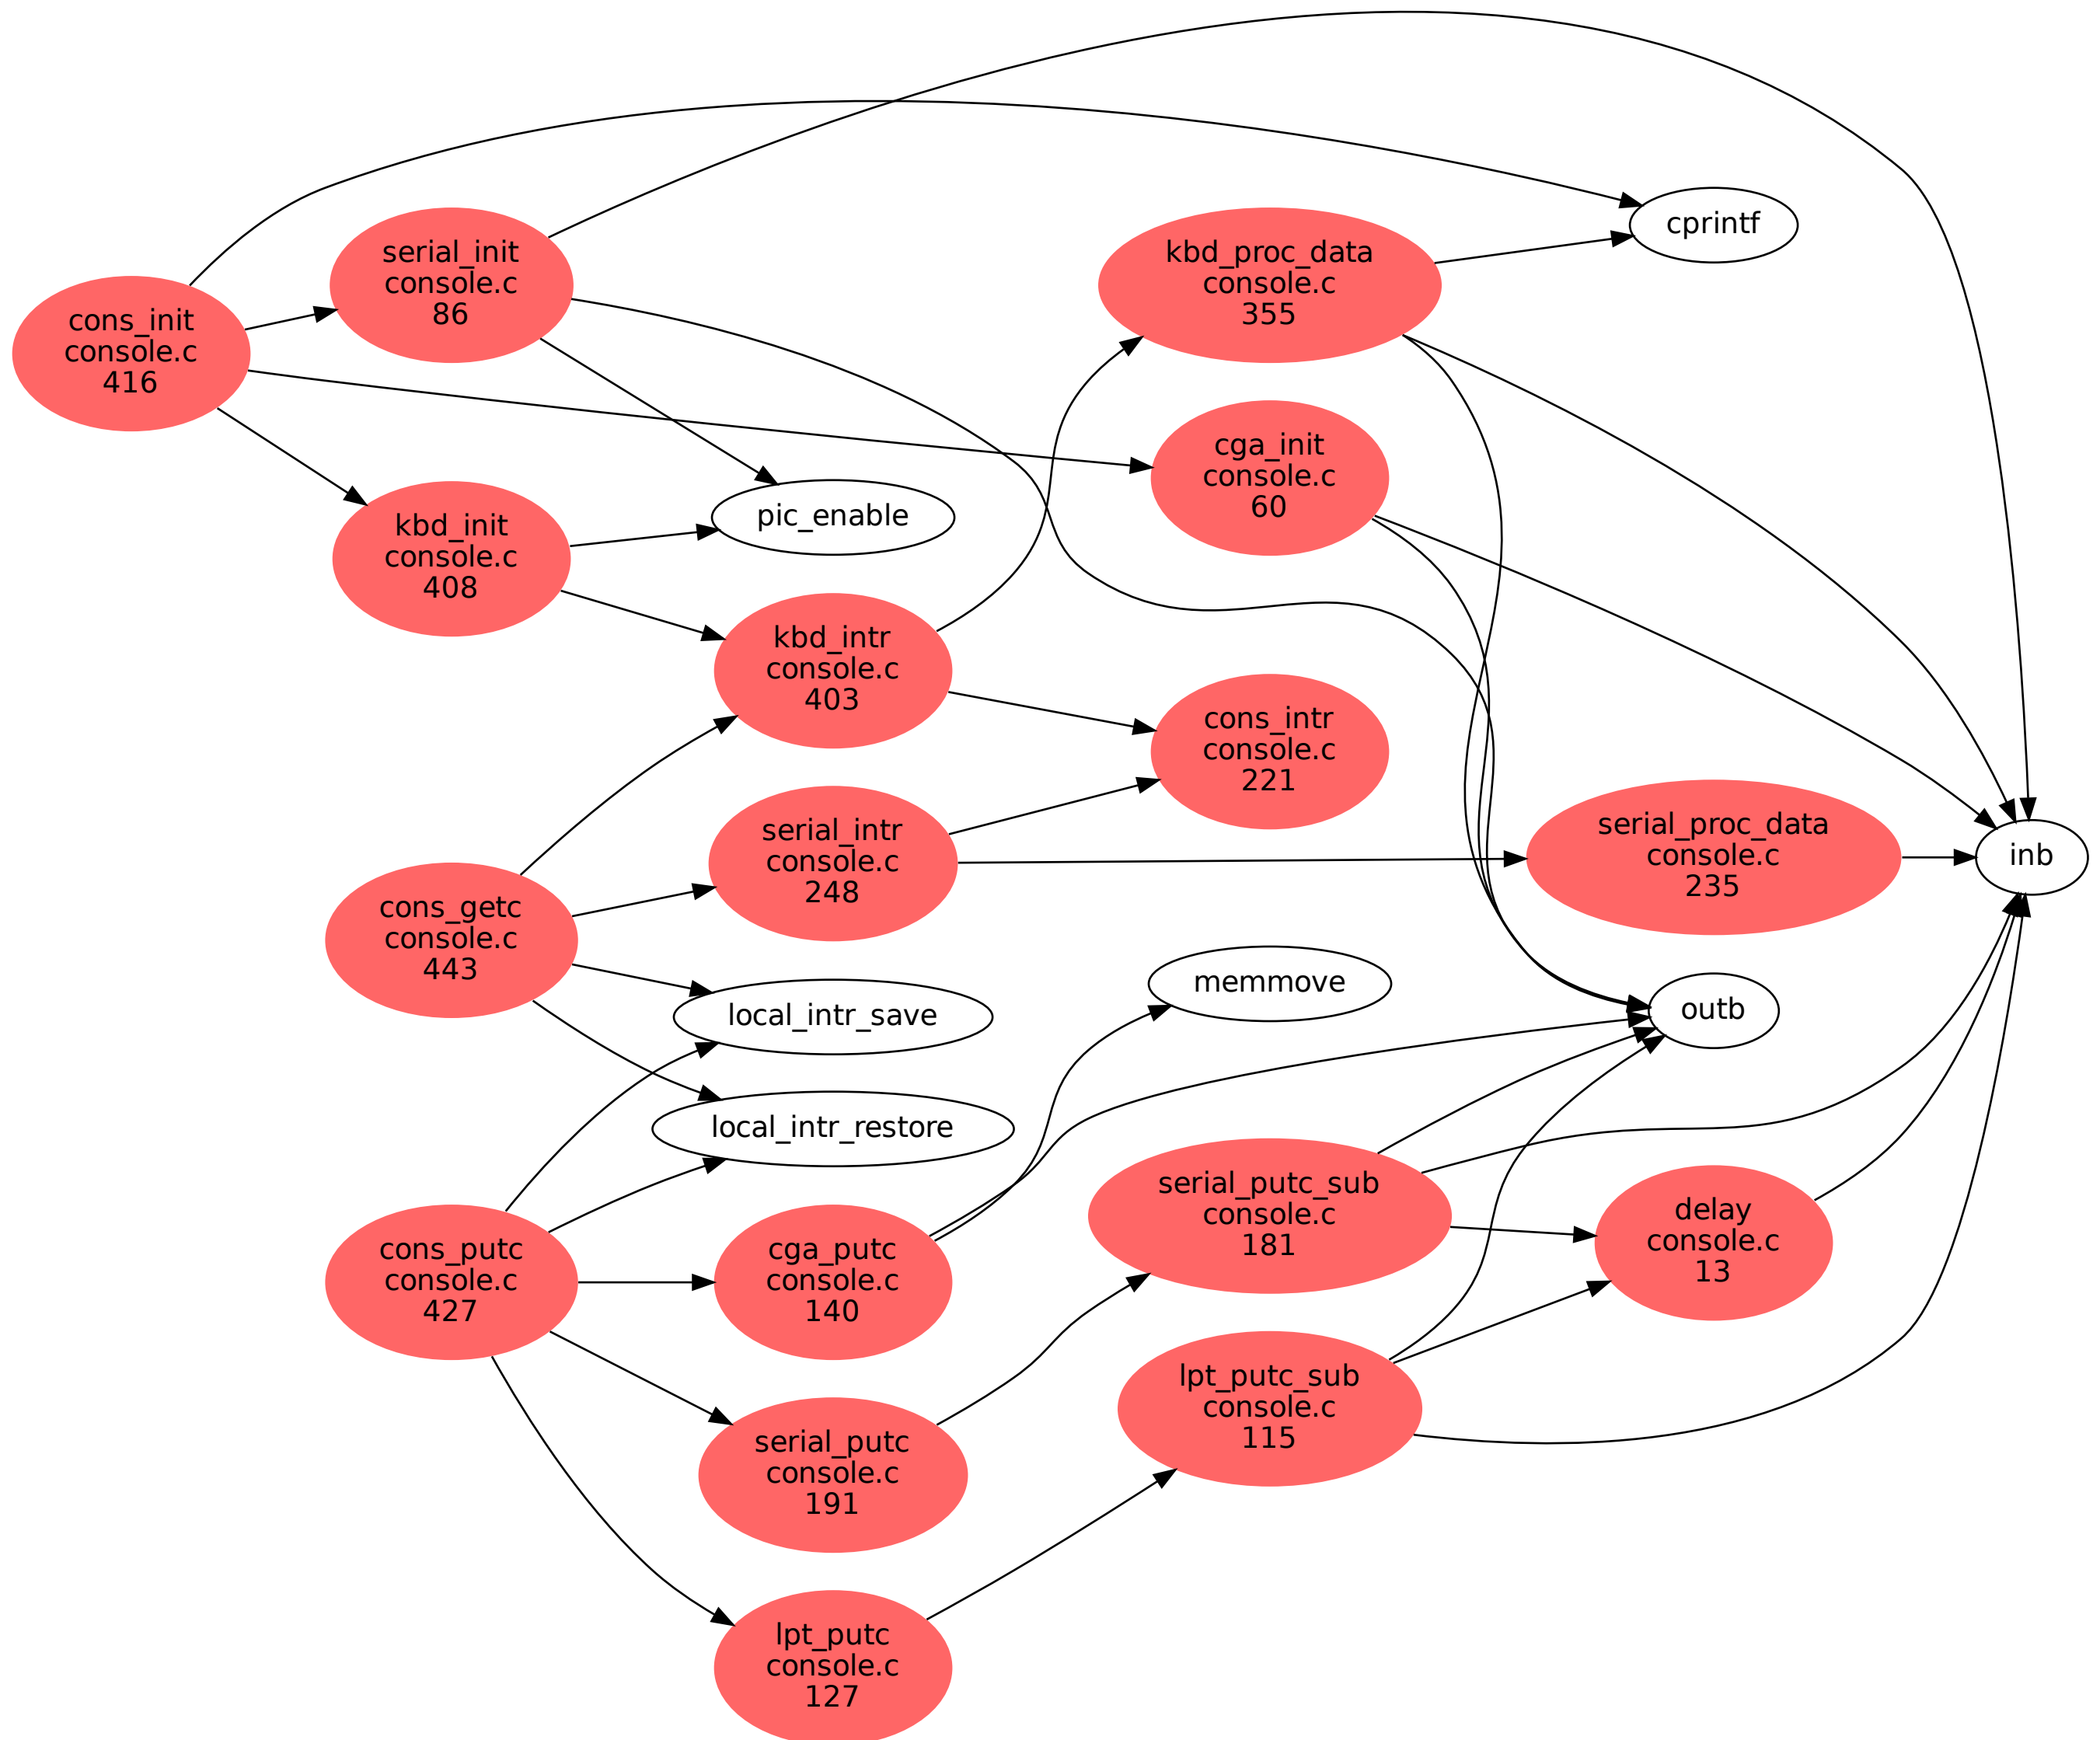 cons_init
console.c
416
serial_init
console.c
86
kbd_init
console.c
408
cons_getc
console.c
443
cons_putc
console.c
427
pic_enable
kbd_intr
console.c
403
serial_intr
console.c
248
local_intr_save
local_intr_restore
cga_putc
console.c
140
serial_putc
console.c
191
lpt_putc
console.c
127
kbd_proc_data
console.c
355
cga_init
console.c
60
cons_intr
console.c
221
memmove
serial_putc_sub
console.c
181
lpt_putc_sub
console.c
115
cprintf
serial_proc_data
console.c
235
outb
delay
console.c
13
inb